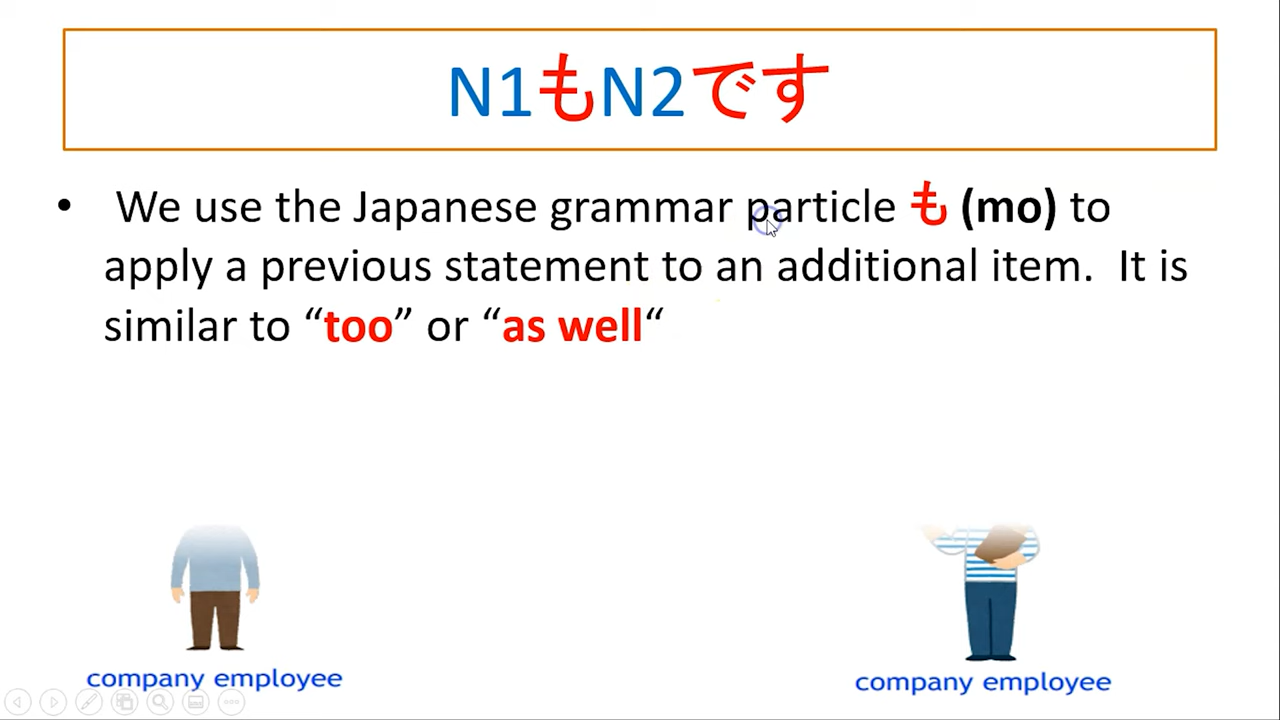 N1もN2です
• We use the Japanese grammar particle も (mo) to
apply a previous statement to an additional item. It is
similar to “too” or “as well“
company employee
company employee